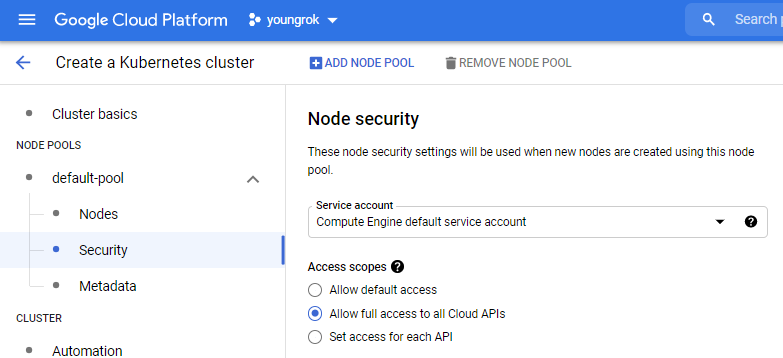 Google Cloud Platform youngrok Search
Create a Kubernetes cluster ADD NODE POOL REMOVE NODE POOL
Cluster basics
NODE POOLS
default-pool
Nodes
Security
Metadata
CLUSTER
Automation
Node security
These node security settings will be used when new nodes are created using this node
pool.
Service account
Compute Engine default service account
Access scopes
Allow default access
Allow full access to all Cloud APIs
Set access for each API